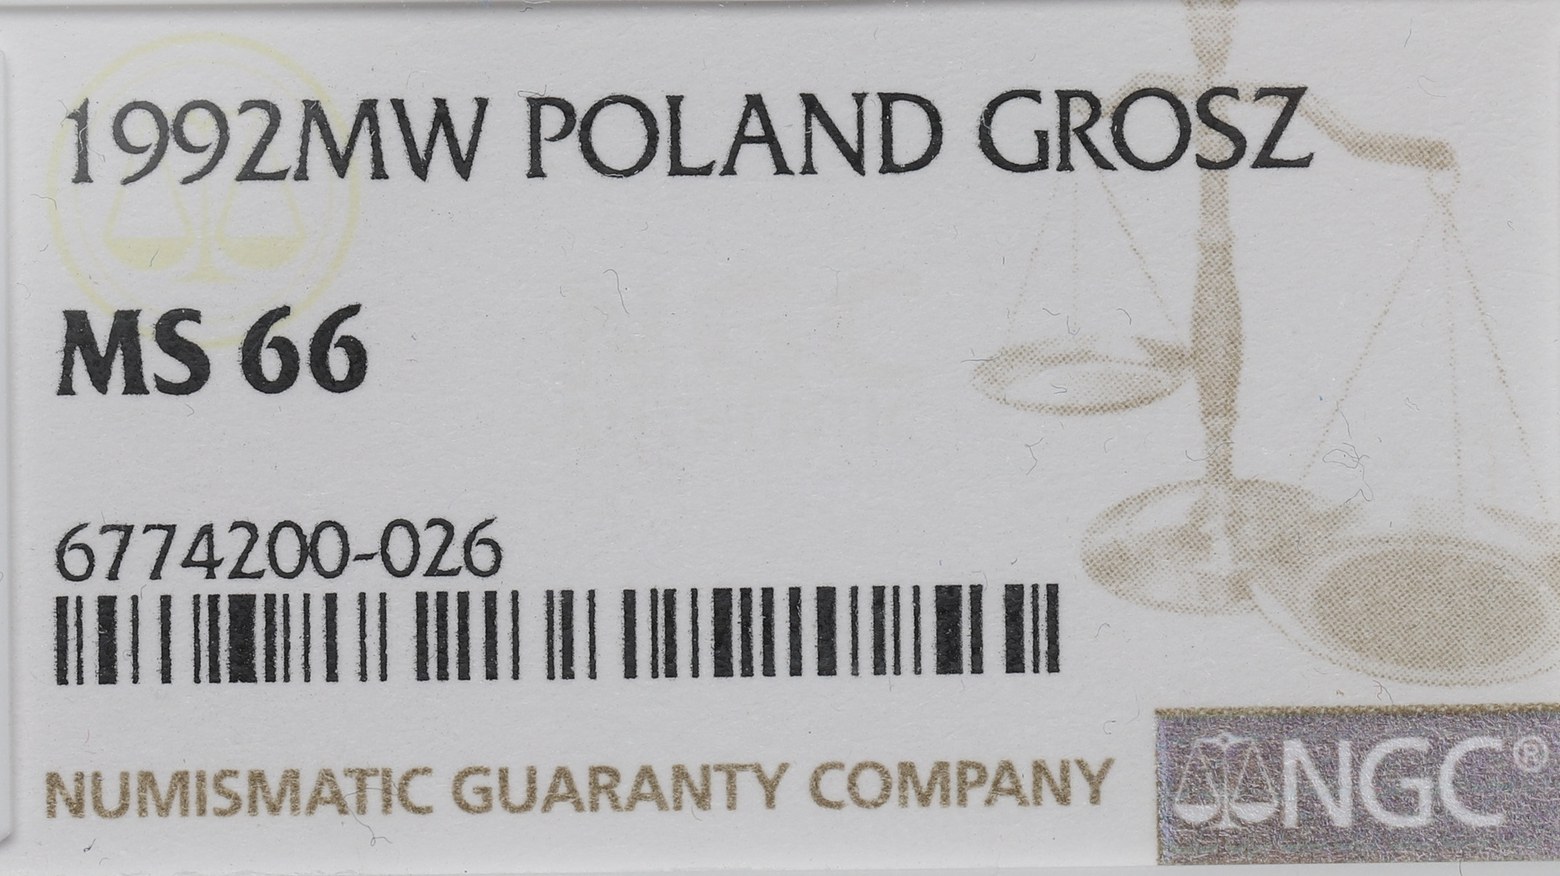 1992MW POLAND GROSZ
MS 66
6774200-026
NUMISMATIC GUARANTY COMPANY
NGC®